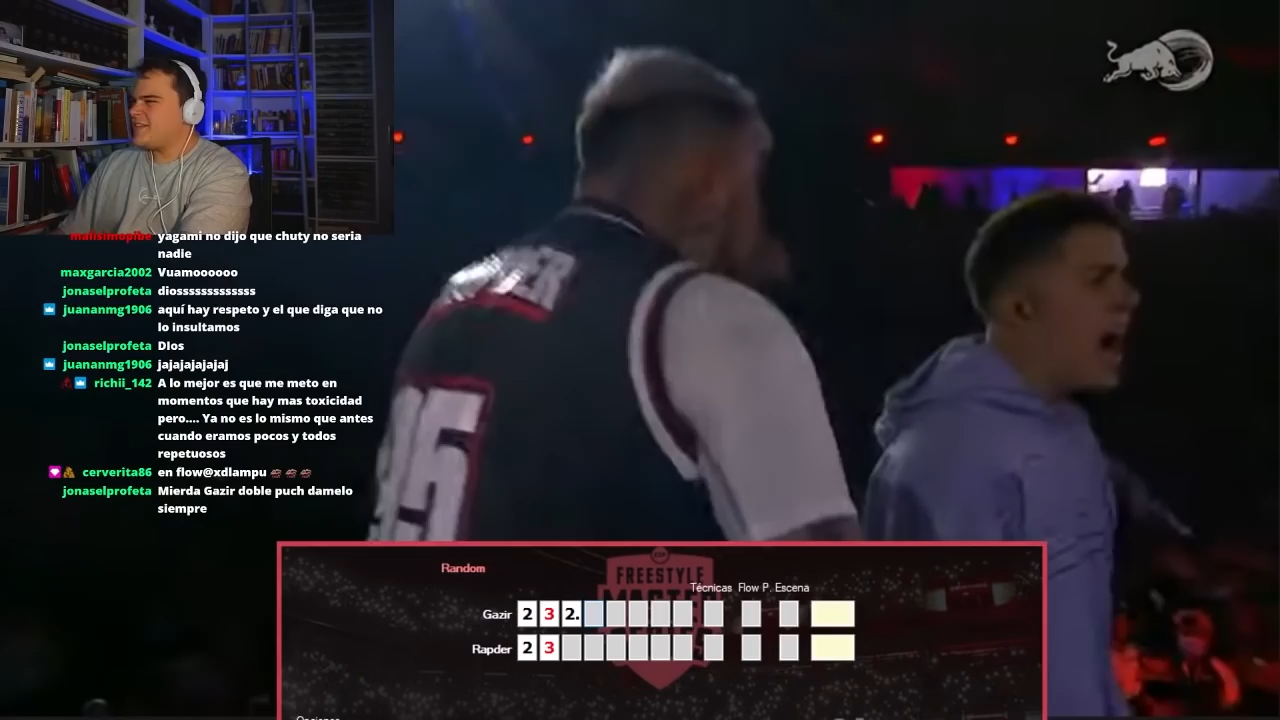 malisimopibe yagami no dijo que chuty no seria
nadie
maxgarcia2002 Vuamoooooo
jonaselprofeta diosssssssssssss
juananmg1906 aquí hay respeto y el que diga que no
lo insultamos
jonaselprofeta DIos
juananmg1906 jajajajajaj
richii_142 A lo mejor es que me meto en
momentos que hay mas toxicidad
pero.... Ya no es lo mismo que antes
cuando eramos pocos y todos
repetuosos
cerverita86 en flow@xdlampu
jonaselprofeta Mierda Gazir doble puch damelo
siempre
95
Random
FREESTYLE
Técnicas Flow P. Escena
Gazir 2 3 2.
Rapder 2 3